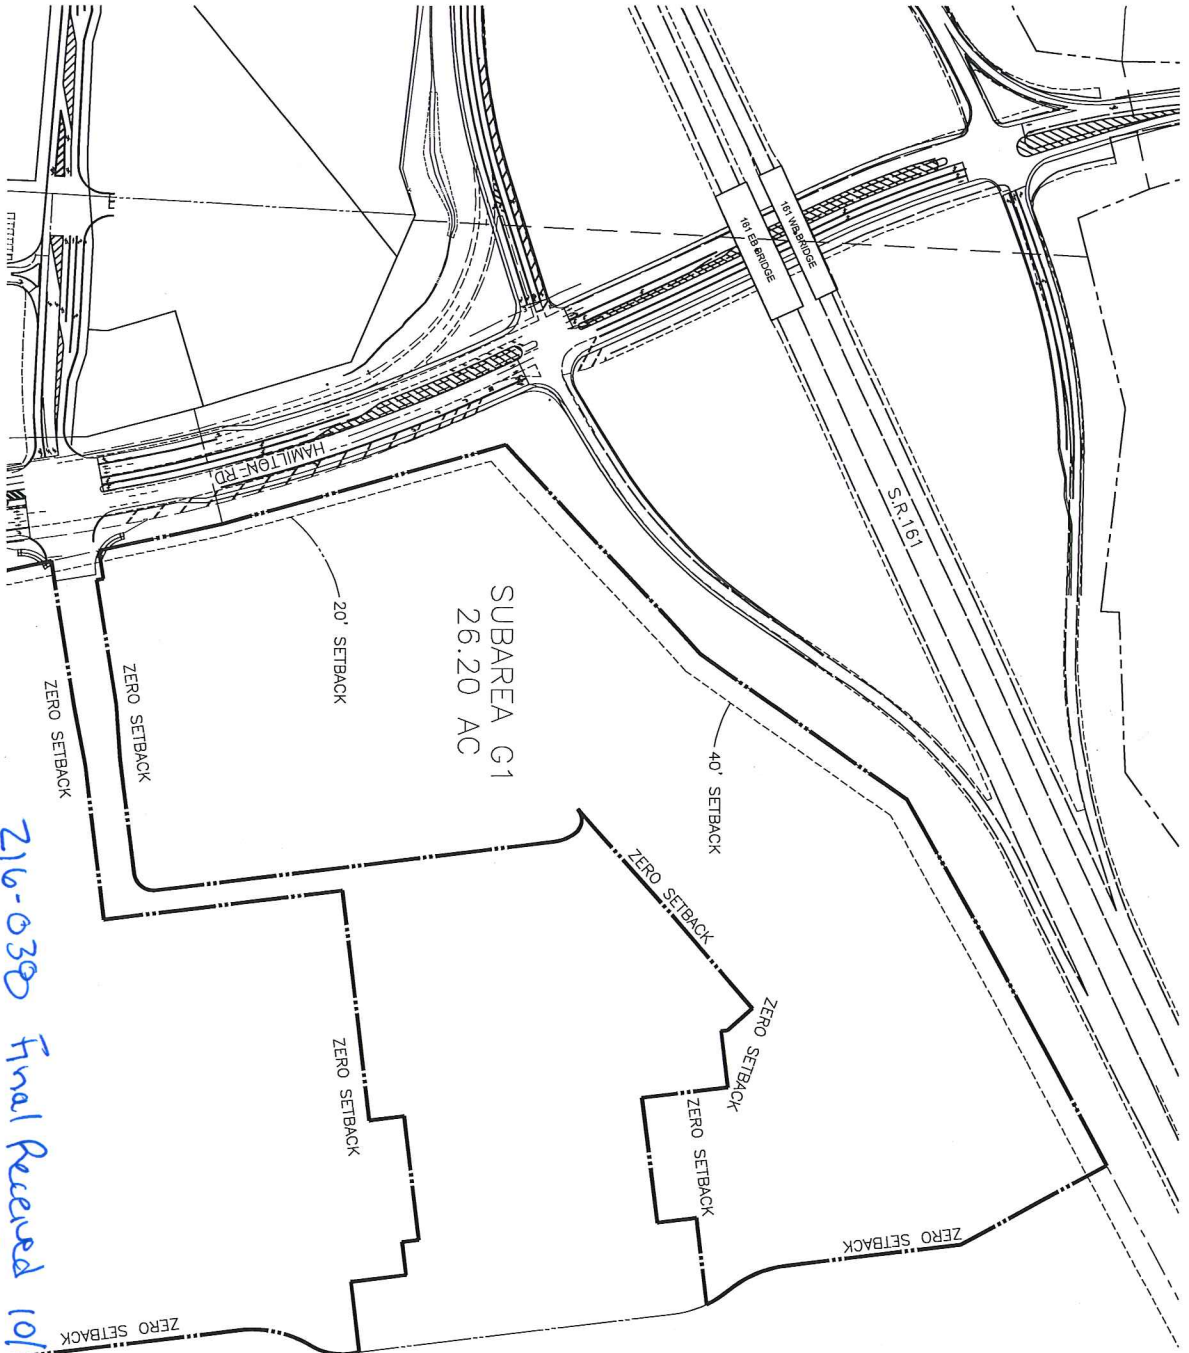 161 WB BRIDGE
161 EB BRIDGE
S.R.161
HAMILTON RD
20' SETBACK
SUBAREA G1
26.20 AC
40' SETBACK
ZERO SETBACK
ZERO SETBACK
ZERO SETBACK
ZERO SETBACK
ZERO SETBACK
ZERO SETBACK
ZERO SETBACK
ZERO SETBACK
Z16-030 Final Received 10/